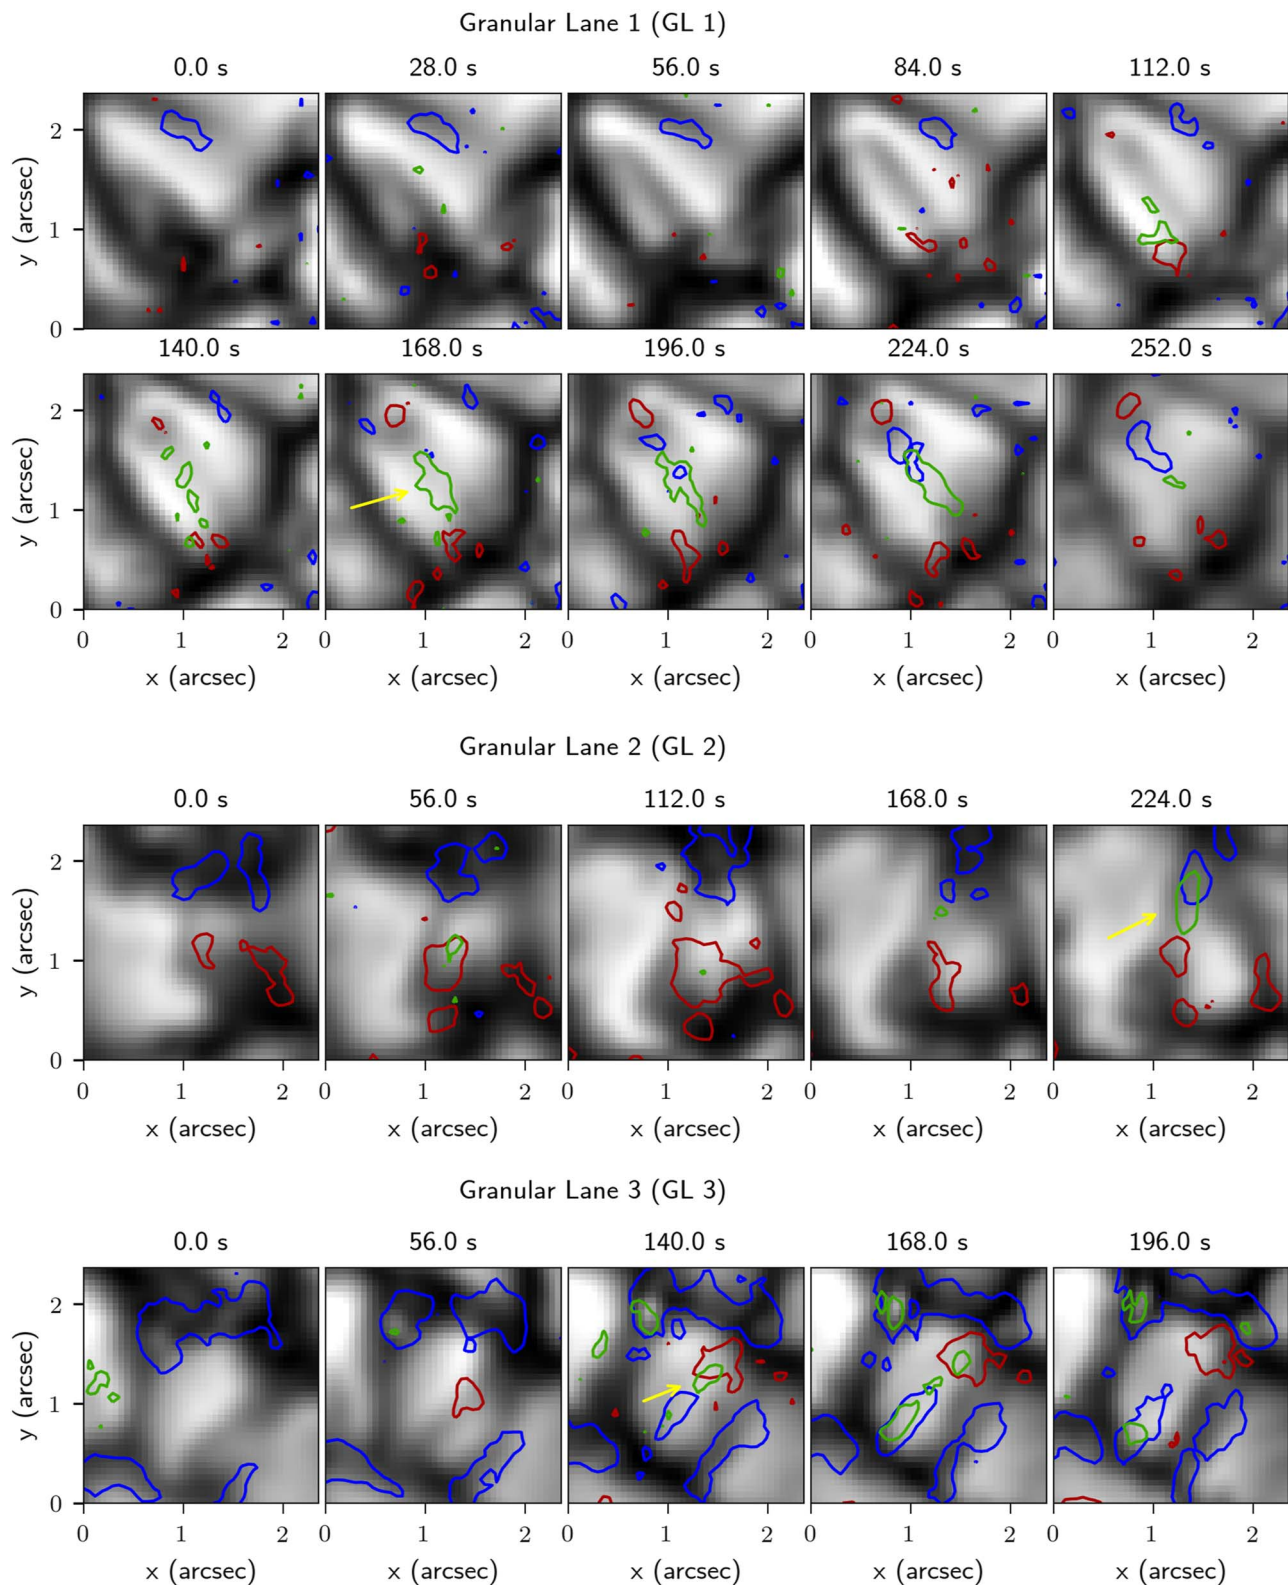 Granular Lane 1 (GL 1)
0.0 s 28.0 s 56.0 s 84.0 s 112.0 s
2
y (arcsec)
1
0
140.0 s 168.0 s 196.0 s 224.0 s 252.0 s
2
y (arcsec)
1
0
0 1 2 0 1 2 0 1 2 0 1 2 0 1 2
x (arcsec) x (arcsec) x (arcsec) x (arcsec) x (arcsec)
Granular Lane 2 (GL 2)
0.0 s 56.0 s 112.0 s 168.0 s 224.0 s
2
y (arcsec)
1
0
0 1 2 0 1 2 0 1 2 0 1 2 0 1 2
x (arcsec) x (arcsec) x (arcsec) x (arcsec) x (arcsec)
Granular Lane 3 (GL 3)
0.0 s 56.0 s 140.0 s 168.0 s 196.0 s
2
y (arcsec)
1
0
0 1 2 0 1 2 0 1 2 0 1 2 0 1 2
x (arcsec) x (arcsec) x (arcsec) x (arcsec) x (arcsec)